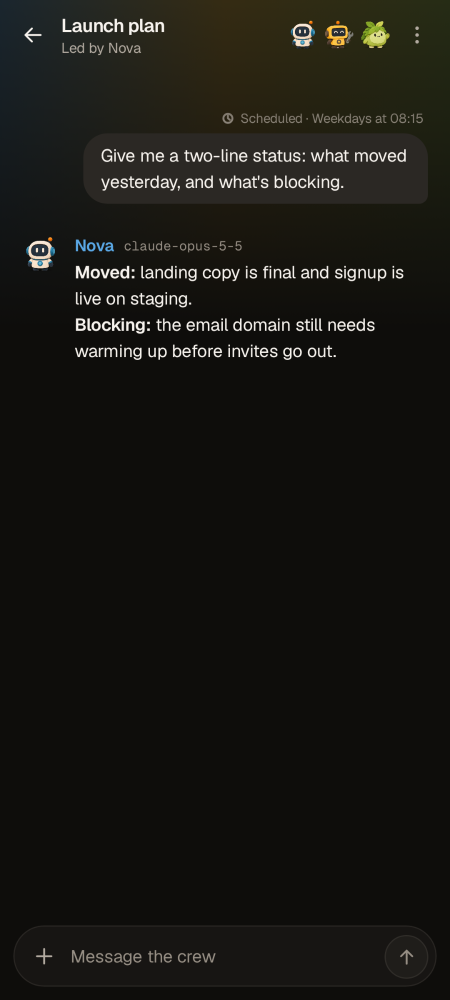 Launch plan
Led by Nova
Scheduled · Weekdays at 08:15
Give me a two-line status: what moved
yesterday, and what's blocking.
Nova claude-opus-5-5
Moved: landing copy is final and signup is
live on staging.
Blocking: the email domain still needs
warming up before invites go out.
Message the crew